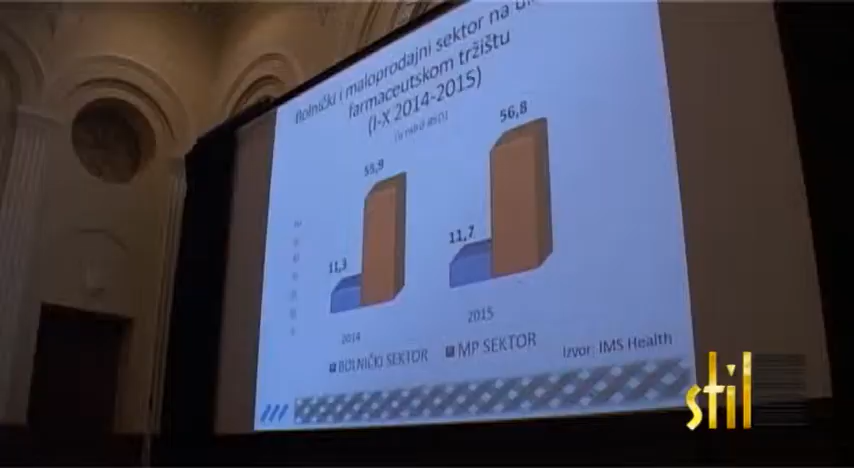 Bolnički i maloprodajni sektor na
farmaceutskom tržištu
(I-X 2014-2015)
56,8
55,9
11,7
11,3
2015
2014
BOLNIČKI SEKTOR MP SEKTOR
Izvor: IMS Health
stil